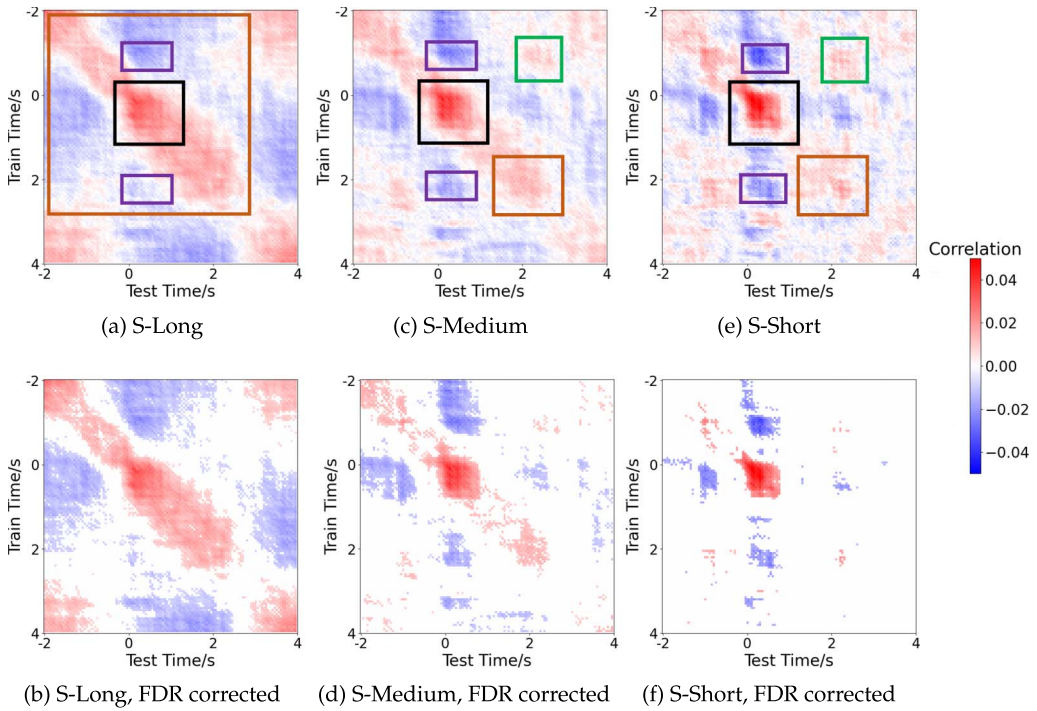 -2
0
2
4
Train Time/s
-2
0
2
4
Test Time/s
(a) S-Long
-2
0
2
4
Train Time/s
-2
0
2
4
Test Time/s
(c) S-Medium
-2
0
2
4
Train Time/s
-2
0
2
4
Test Time/s
(e) S-Short
Correlation
0.04
0.02
0.00
−0.02
−0.04
-2
0
2
4
Train Time/s
-2
0
2
4
Test Time/s
(b) S-Long, FDR corrected
-2
0
2
4
Train Time/s
-2
0
2
4
Test Time/s
(d) S-Medium, FDR corrected
-2
0
2
4
Train Time/s
-2
0
2
4
Test Time/s
(f) S-Short, FDR corrected